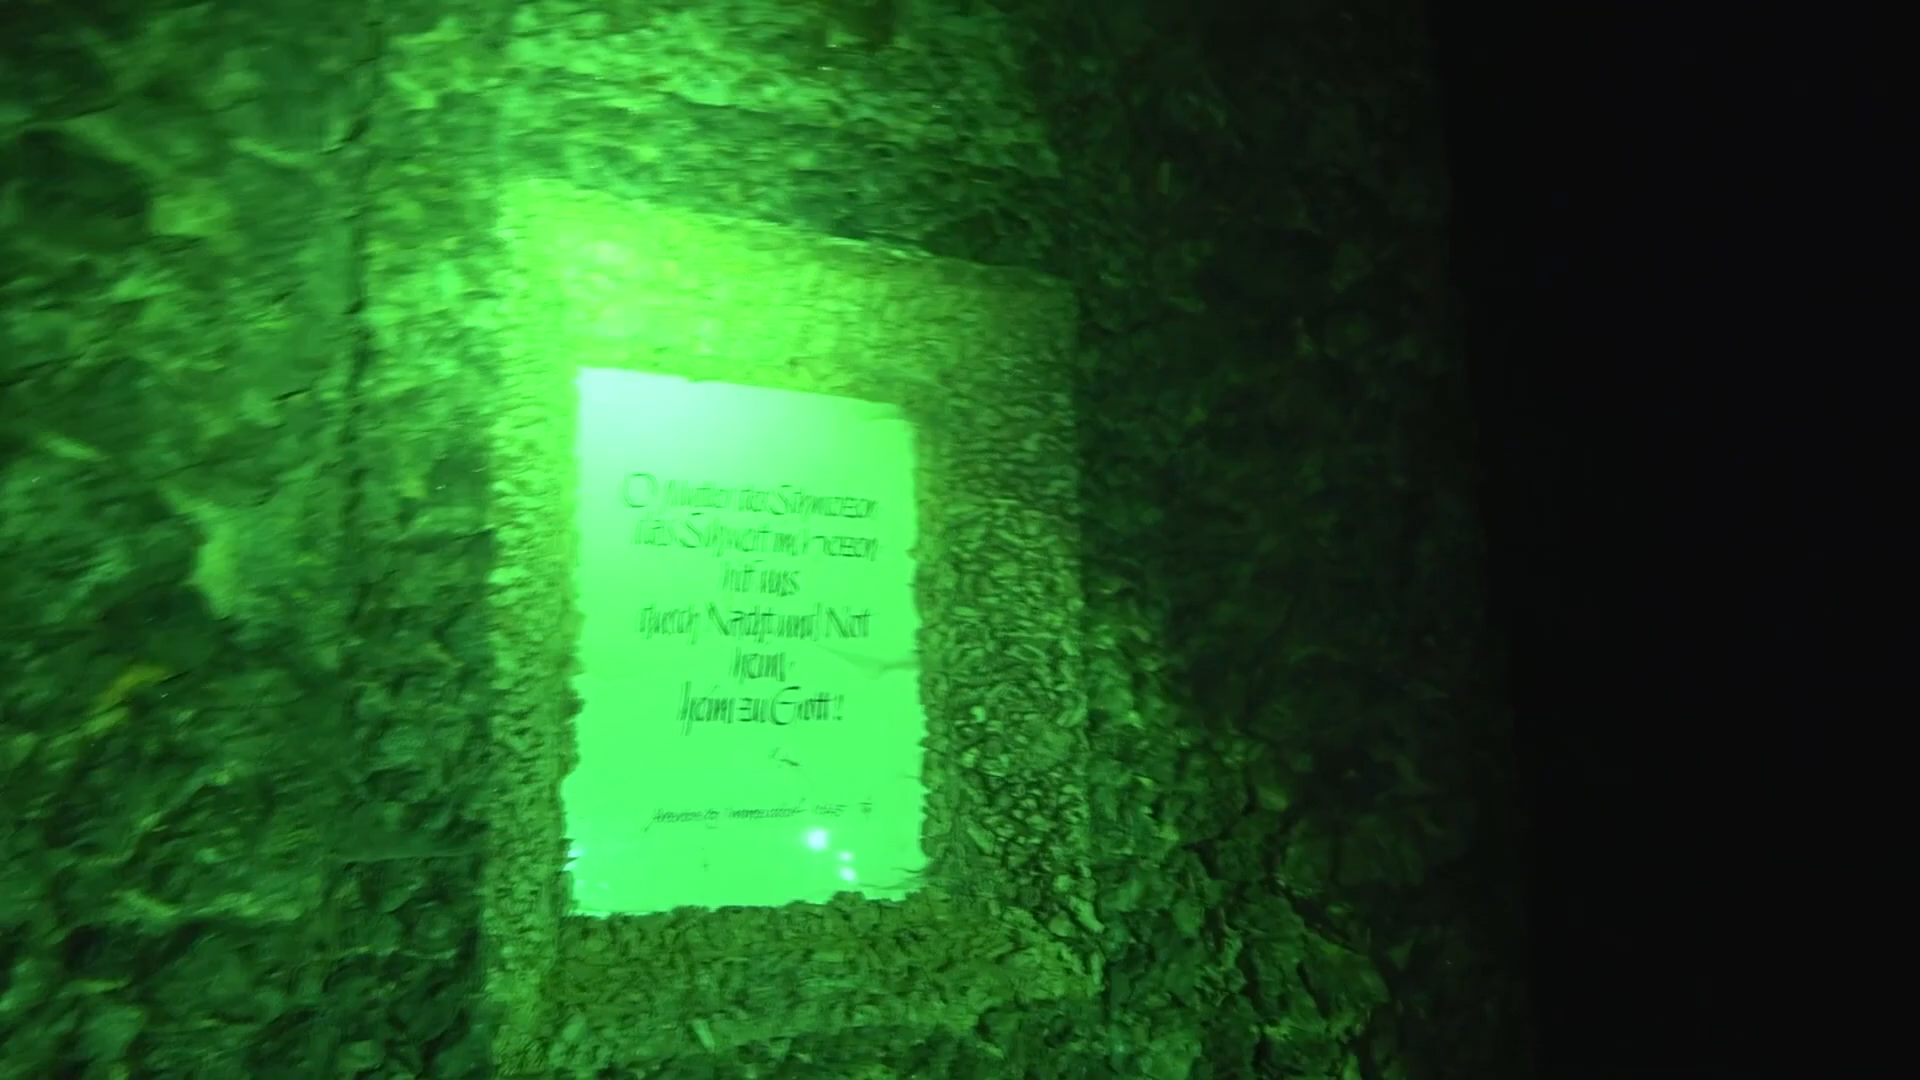 O Mutter der Schmerzen
das Schwert im Herzen
hilf uns
durch Nacht und Not
heim-
heim zu Gott!